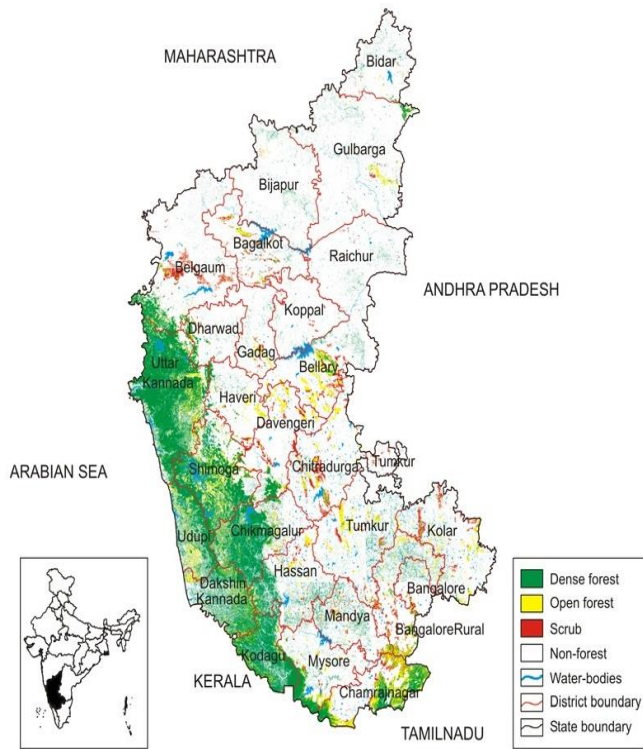 MAHARASHTRA
Bidar
Gulbarga
Bijapur
Bagalkot
Raichur
Belgaum
ANDHRA PRADESH
Koppal
Dharwad
Gadag
Uttar
Kannada
Bellary
Haveri
Davengeri
ARABIAN SEA
Shimoga
Chitradurga
Tumkur
Chikmagalur
Tumkur
Kolar
Udupi
Hassan
Dakshin
Kannada
Bangalore
Mandya
BangaloreRural
Kodagu
Mysore
KERALA
Chamrajnagar
TAMILNADU
Dense forest
Open forest
Scrub
Non-forest
Water-bodies
District boundary
State boundary